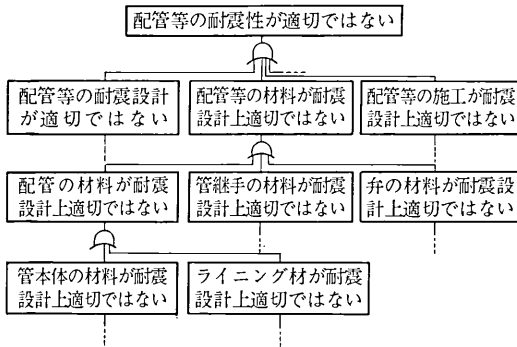 配管等の耐震性が適切ではない
配管等の耐震設計
が適切ではない
配管等の材料が耐震
設計上適切ではない
配管等の施工が耐震
設計上適切ではない
配管の材料が耐震
設計上適切ではない
管継手の材料が耐震
設計上適切ではない
弁の材料が耐震設
計上適切ではない
管本体の材料が耐震
設計上適切ではない
ライニング材が耐震
設計上適切ではない